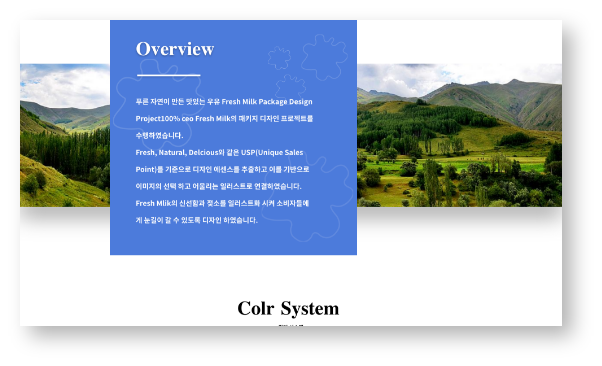 Overview
푸른 자연이 만든 맛있는 우유 Fresh Milk Package Design
Project100% ceo Fresh Milk의 패키지 디자인 프로젝트를
수행하였습니다.
Fresh, Natural, Delcious와 같은 USP(Unique Sales
Point)를 기준으로 디자인 에센스를 추출하고 이를 기반으로
이미지의 선택 하고 어울리는 일러스트로 연결하였습니다.
Fresh Mlik의 신선함과 젖소를 일러스트화 시켜 소비자들에
게 눈길이 갈 수 있도록 디자인 하였습니다.
Colr System